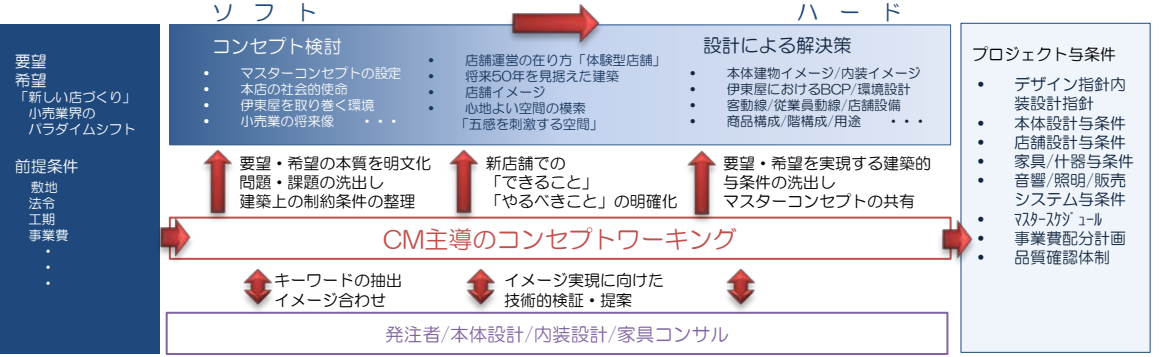 ソ フ ト
ハ ー ド
要望
希望
「新しい店づくり」
小売業界の
パラダイムシフト
前提条件
敷地
法令
工期
事業費
・
・
・
コンセプト検討
• マスターコンセプトの設定
• 本店の社会的使命
• 伊東屋を取り巻く環境
• 小売業の将来像 ・・・
• 店舗運営の在り方「体験型店舗」
• 将来50年を見据えた建築
• 店舗イメージ
• 心地よい空間の模索
「五感を刺激する空間」
設計による解決策
• 本体建物イメージ/内装イメージ
• 伊東屋におけるBCP/環境設計
• 客動線/従業員動線/店舗設備
• 商品構成/階構成/用途 ・・・
要望・希望の本質を明文化
問題・課題の洗出し
建築上の制約条件の整理
新店舗での
「できること」
「やるべきこと」の明確化
要望・希望を実現する建築的
与条件の洗出し
マスターコンセプトの共有
CM主導のコンセプトワーキング
キーワードの抽出
イメージ合わせ
イメージ実現に向けた
技術的検証・提案
発注者/本体設計/内装設計/家具コンサル
プロジェクト与条件
• デザイン指針内
装設計指針
• 本体設計与条件
• 店舗設計与条件
• 家具/什器与条件
• 音響/照明/販売
システム与条件
• ﾏｽﾀｰｽｹｼﾞｭｰﾙ
• 事業費配分計画
• 品質確認体制